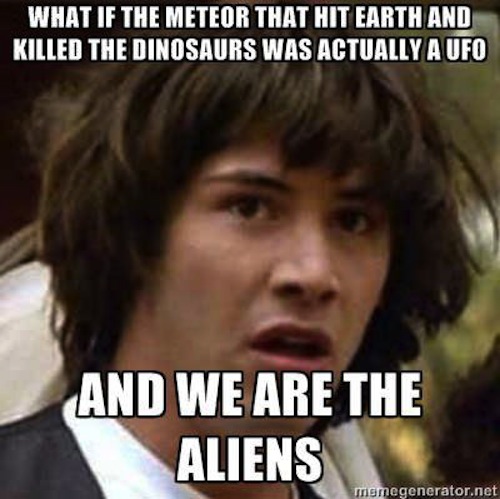 WHAT IF THE METEOR THAT HIT EARTH AND
KILLED THE DINOSAURS WAS ACTUALLY A UFO
AND WE ARE THE
ALIENS
memegenerator.net